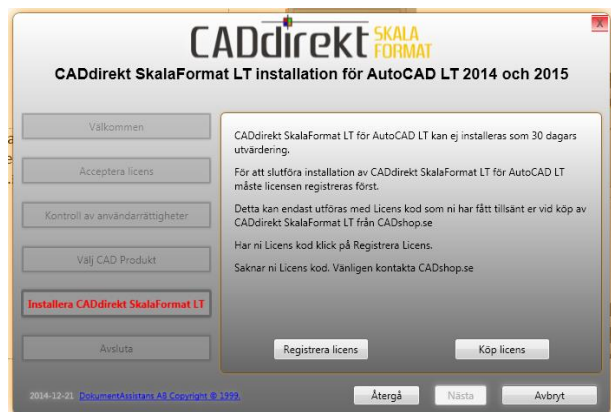 CADdirekt SKALA FORMAT
CADdirekt SkalaFormat LT installation för AutoCAD LT 2014 och 2015
Välkommen
Acceptera licens
Kontroll av användarrättigheter
Välj CAD Produkt
Installera CADdirekt SkalaFormat LT
Avsluta
CADdirekt SkalaFormat LT för AutoCAD LT kan ej installeras som 30 dagars
utvärdering.
För att slutföra installation av CADdirekt SkalaFormat LT för AutoCAD LT
måste licensen registreras först.
Detta kan endast utföras med Licens kod som ni har fått tillsänt er vid köp av
CADdirekt SkalaFormat LT från CADshop.se
Har ni Licens kod klick på Registrera Licens.
Saknar ni Licens kod. Vänligen kontakta CADshop.se
Registrera licens
Köp licens
2014-12-21 DokumentAssistans AB Copyright © 1999.
Återgå
Nästa
Avbryt